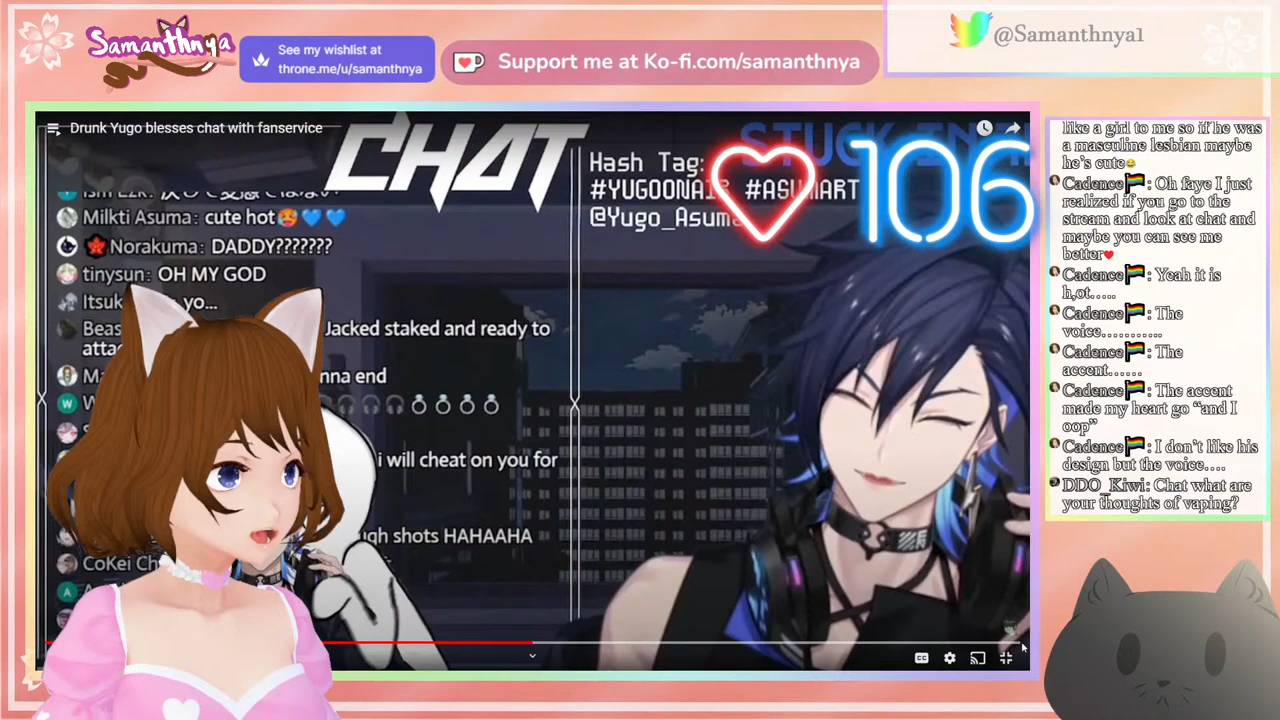 Samanthnya
See my wishlist at
throne.me/u/samanthnya
Support me at Ko-fi.com/samanthnya
@Samanthnya1
Drunk Yugo blesses chat with fanservice
CHAT
Hash Tag:
#YUGOONAI #ASUMART
@Yugo_Asuma
STUCK IN
106
Milkti Asuma: cute hot🥵💙💙
Norakuma: DADDY???????
tinysun: OH MY GOD
Itsuk yo...
Beas Jacked staked and ready to
attac
nna end
W
i will cheat on you for
ugh shots HAHAAHA
CoKei Ch
like a girl to me so if he was
a masculine lesbian maybe
he's cute
Cadence🏳️‍🌈: Oh faye I just
realized if you go to the
stream and look at chat and
maybe you can see me
better♥
Cadence🏳️‍🌈: Yeah it is
h,ot.....
Cadence🏳️‍🌈: The
voice...........
Cadence🏳️‍🌈: The
accent......
Cadence🏳️‍🌈: The accent
made my heart go “and I
oop”
Cadence🏳️‍🌈: I don't like his
design but the voice....
DDO_Kiwi: Chat what are
your thoughts of vaping?